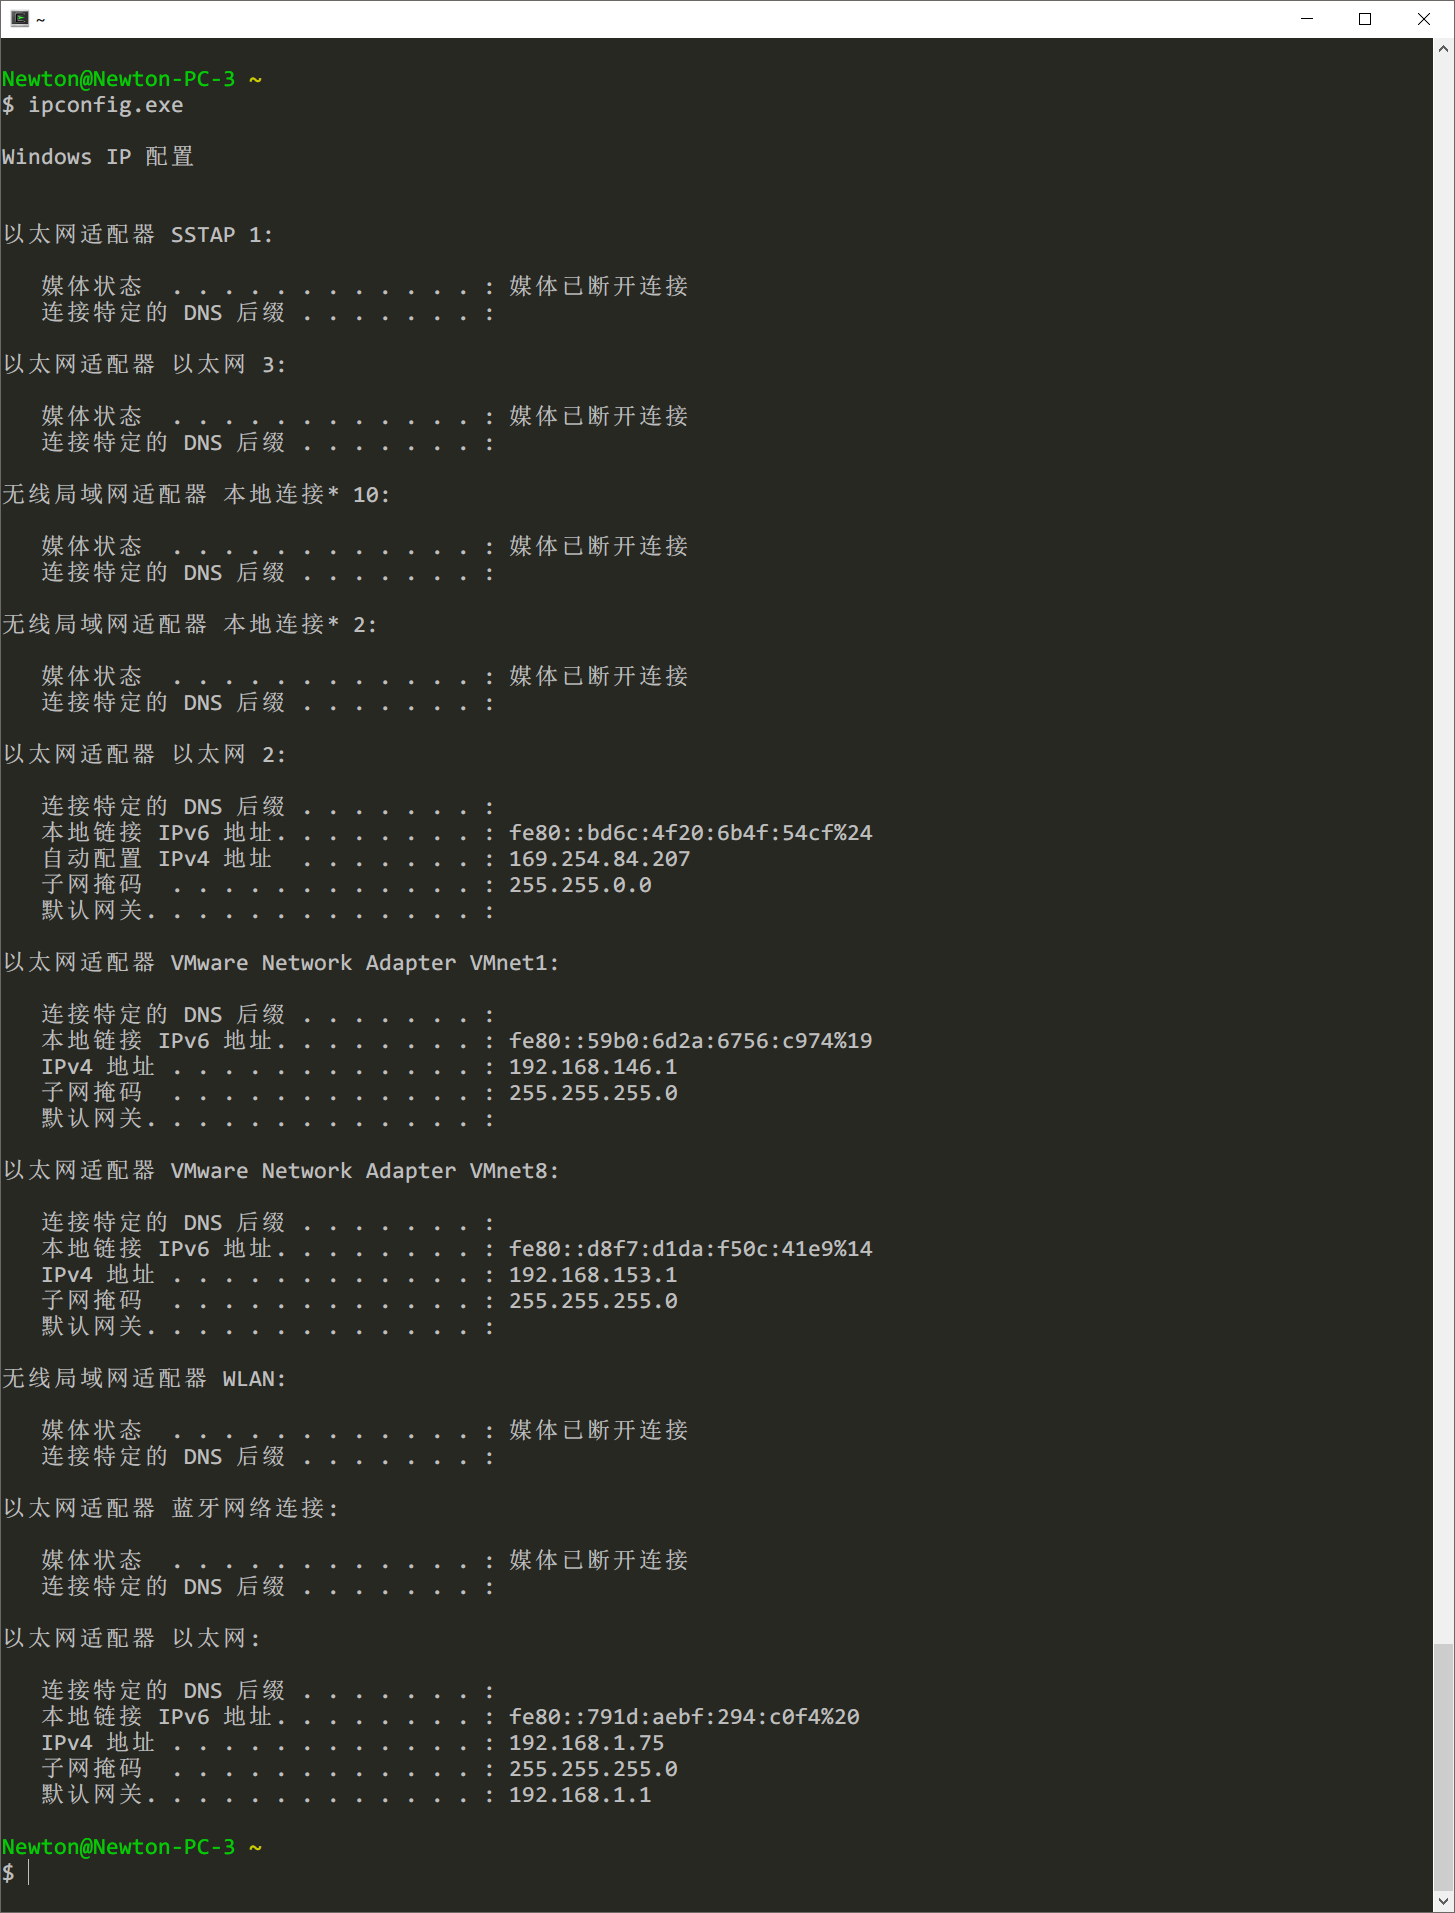 ~
Newton@Newton-PC-3 ~
$ ipconfig.exe
Windows IP 配置
以太网适配器 SSTAP 1:
媒体状态  . . . . . . . . . . . . : 媒体已断开连接
连接特定的 DNS 后缀 . . . . . . . :
以太网适配器 以太网 3:
媒体状态  . . . . . . . . . . . . : 媒体已断开连接
连接特定的 DNS 后缀 . . . . . . . :
无线局域网适配器 本地连接* 10:
媒体状态  . . . . . . . . . . . . : 媒体已断开连接
连接特定的 DNS 后缀 . . . . . . . :
无线局域网适配器 本地连接* 2:
媒体状态  . . . . . . . . . . . . : 媒体已断开连接
连接特定的 DNS 后缀 . . . . . . . :
以太网适配器 以太网 2:
连接特定的 DNS 后缀 . . . . . . . :
本地链接 IPv6 地址. . . . . . . . : fe80::bd6c:4f20:6b4f:54cf%24
自动配置 IPv4 地址  . . . . . . . : 169.254.84.207
子网掩码  . . . . . . . . . . . . : 255.255.0.0
默认网关. . . . . . . . . . . . . :
以太网适配器 VMware Network Adapter VMnet1:
连接特定的 DNS 后缀 . . . . . . . :
本地链接 IPv6 地址. . . . . . . . : fe80::59b0:6d2a:6756:c974%19
IPv4 地址 . . . . . . . . . . . . : 192.168.146.1
子网掩码  . . . . . . . . . . . . : 255.255.255.0
默认网关. . . . . . . . . . . . . :
以太网适配器 VMware Network Adapter VMnet8:
连接特定的 DNS 后缀 . . . . . . . :
本地链接 IPv6 地址. . . . . . . . : fe80::d8f7:d1da:f50c:41e9%14
IPv4 地址 . . . . . . . . . . . . : 192.168.153.1
子网掩码  . . . . . . . . . . . . : 255.255.255.0
默认网关. . . . . . . . . . . . . :
无线局域网适配器 WLAN:
媒体状态  . . . . . . . . . . . . : 媒体已断开连接
连接特定的 DNS 后缀 . . . . . . . :
以太网适配器 蓝牙网络连接:
媒体状态  . . . . . . . . . . . . : 媒体已断开连接
连接特定的 DNS 后缀 . . . . . . . :
以太网适配器 以太网:
连接特定的 DNS 后缀 . . . . . . . :
本地链接 IPv6 地址. . . . . . . . : fe80::791d:aebf:294:c0f4%20
IPv4 地址 . . . . . . . . . . . . : 192.168.1.75
子网掩码  . . . . . . . . . . . . : 255.255.255.0
默认网关. . . . . . . . . . . . . : 192.168.1.1
Newton@Newton-PC-3 ~
$